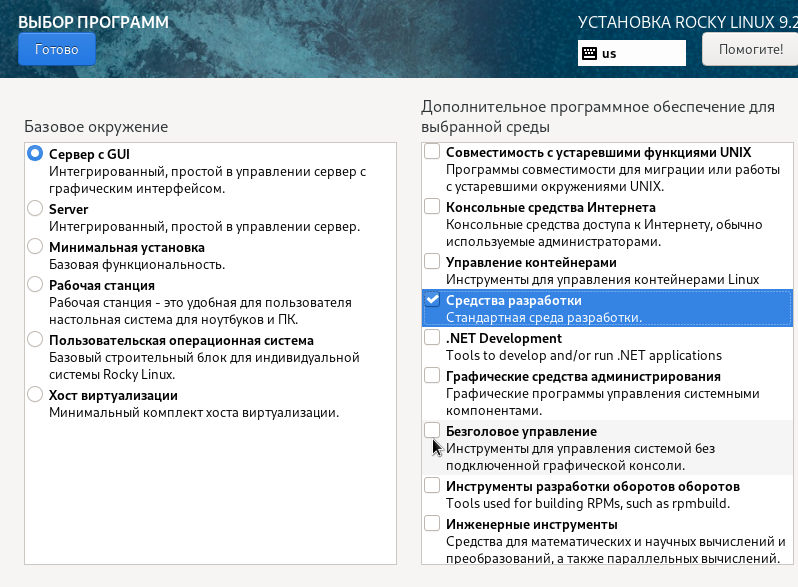 ВЫБОР ПРОГРАММ
УСТАНОВКА ROCKY LINUX 9.2
Готово
us
Помогите!
Базовое окружение
Дополнительное программное обеспечение для
выбранной среды
Сервер с GUI
Интегрированный, простой в управлении сервер с
графическим интерфейсом.
Server
Интегрированный, простой в управлении сервер.
Минимальная установка
Базовая функциональность.
Рабочая станция
Рабочая станция - это удобная для пользователя
настольная система для ноутбуков и ПК.
Пользовательская операционная система
Базовый строительный блок для индивидуальной
системы Rocky Linux.
Хост виртуализации
Минимальный комплект хоста виртуализации.
Совместимость с устаревшими функциями UNIX
Программы совместимости для миграции или работы
с устаревшими окружениями UNIX.
Консольные средства Интернета
Консольные средства доступа к Интернету, обычно
используемые администраторами.
Управление контейнерами
Инструменты для управления контейнерами Linux
Средства разработки
Стандартная среда разработки.
.NET Development
Tools to develop and/or run .NET applications
Графические средства администрирования
Графические программы управления системными
компонентами.
Безголовое управление
Инструменты для управления системой без
подключенной графической консоли.
Инструменты разработки оборотов оборотов
Tools used for building RPMs, such as rpmbuild.
Инженерные инструменты
Средства для математических и научных вычислений и
преобразований, а также параллельных вычислений.